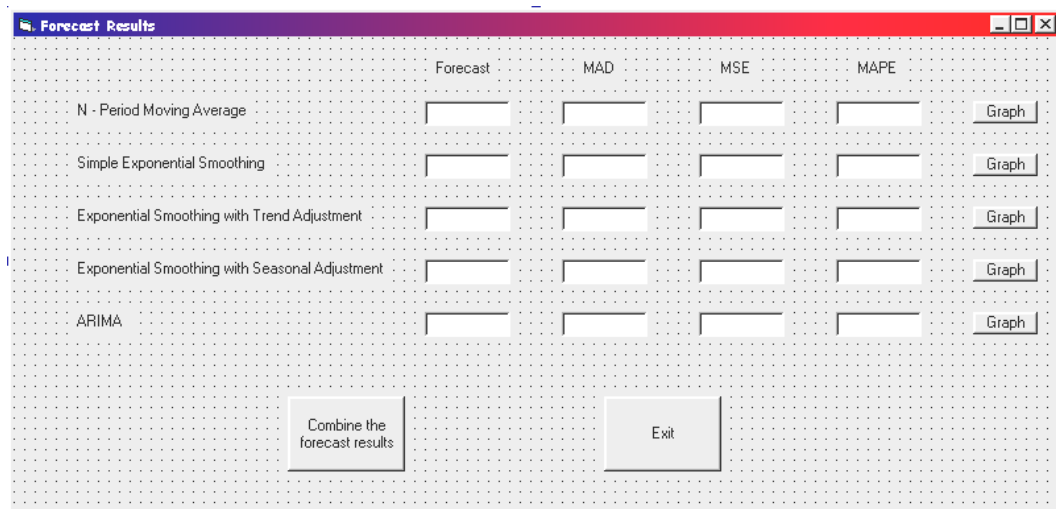 Forecast Results
Forecast MAD MSE MAPE
N - Period Moving Average Graph
Simple Exponential Smoothing Graph
Exponential Smoothing with Trend Adjustment Graph
Exponential Smoothing with Seasonal Adjustment Graph
ARIMA Graph
Combine the
forecast results
Exit